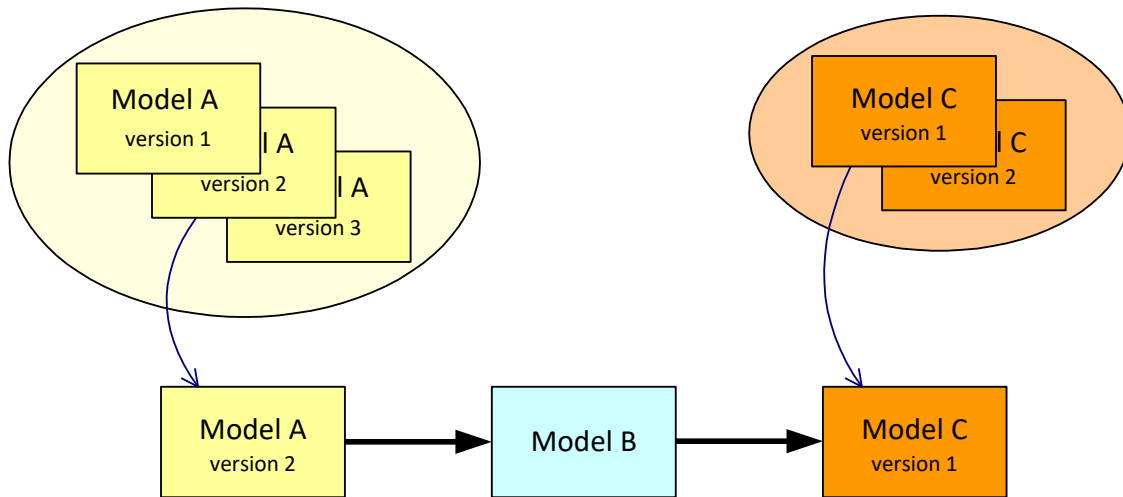 Model A
version 1
l A
version 2
l A
version 3
Model C
version 1
l C
version 2
Model A
version 2
Model B
Model C
version 1